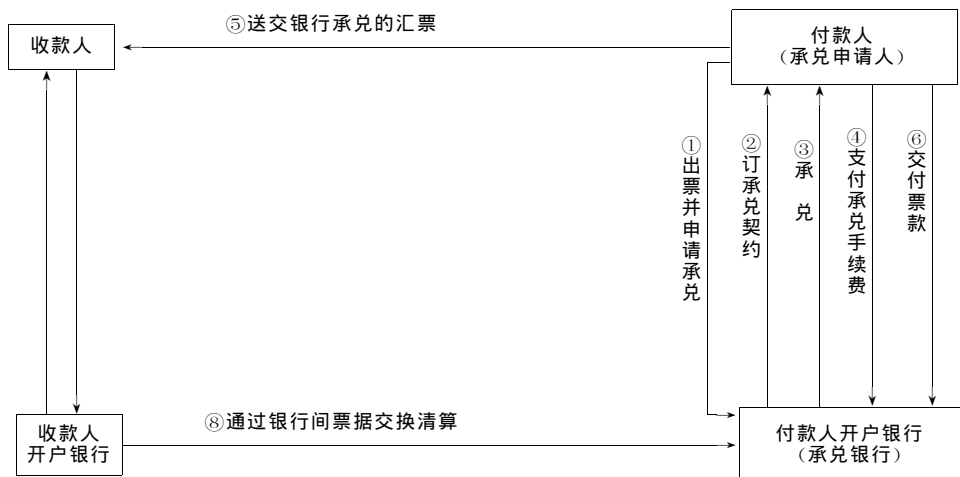 ⑤送交银行承兑的汇票
收款人
付款人
（承兑申请人）
①出票并申请承兑
②订承兑契约
③承 兑
④支付承兑手续费
⑥交付票款
⑧通过银行间票据交换清算
收款人
开户银行
付款人开户银行
（承兑银行）